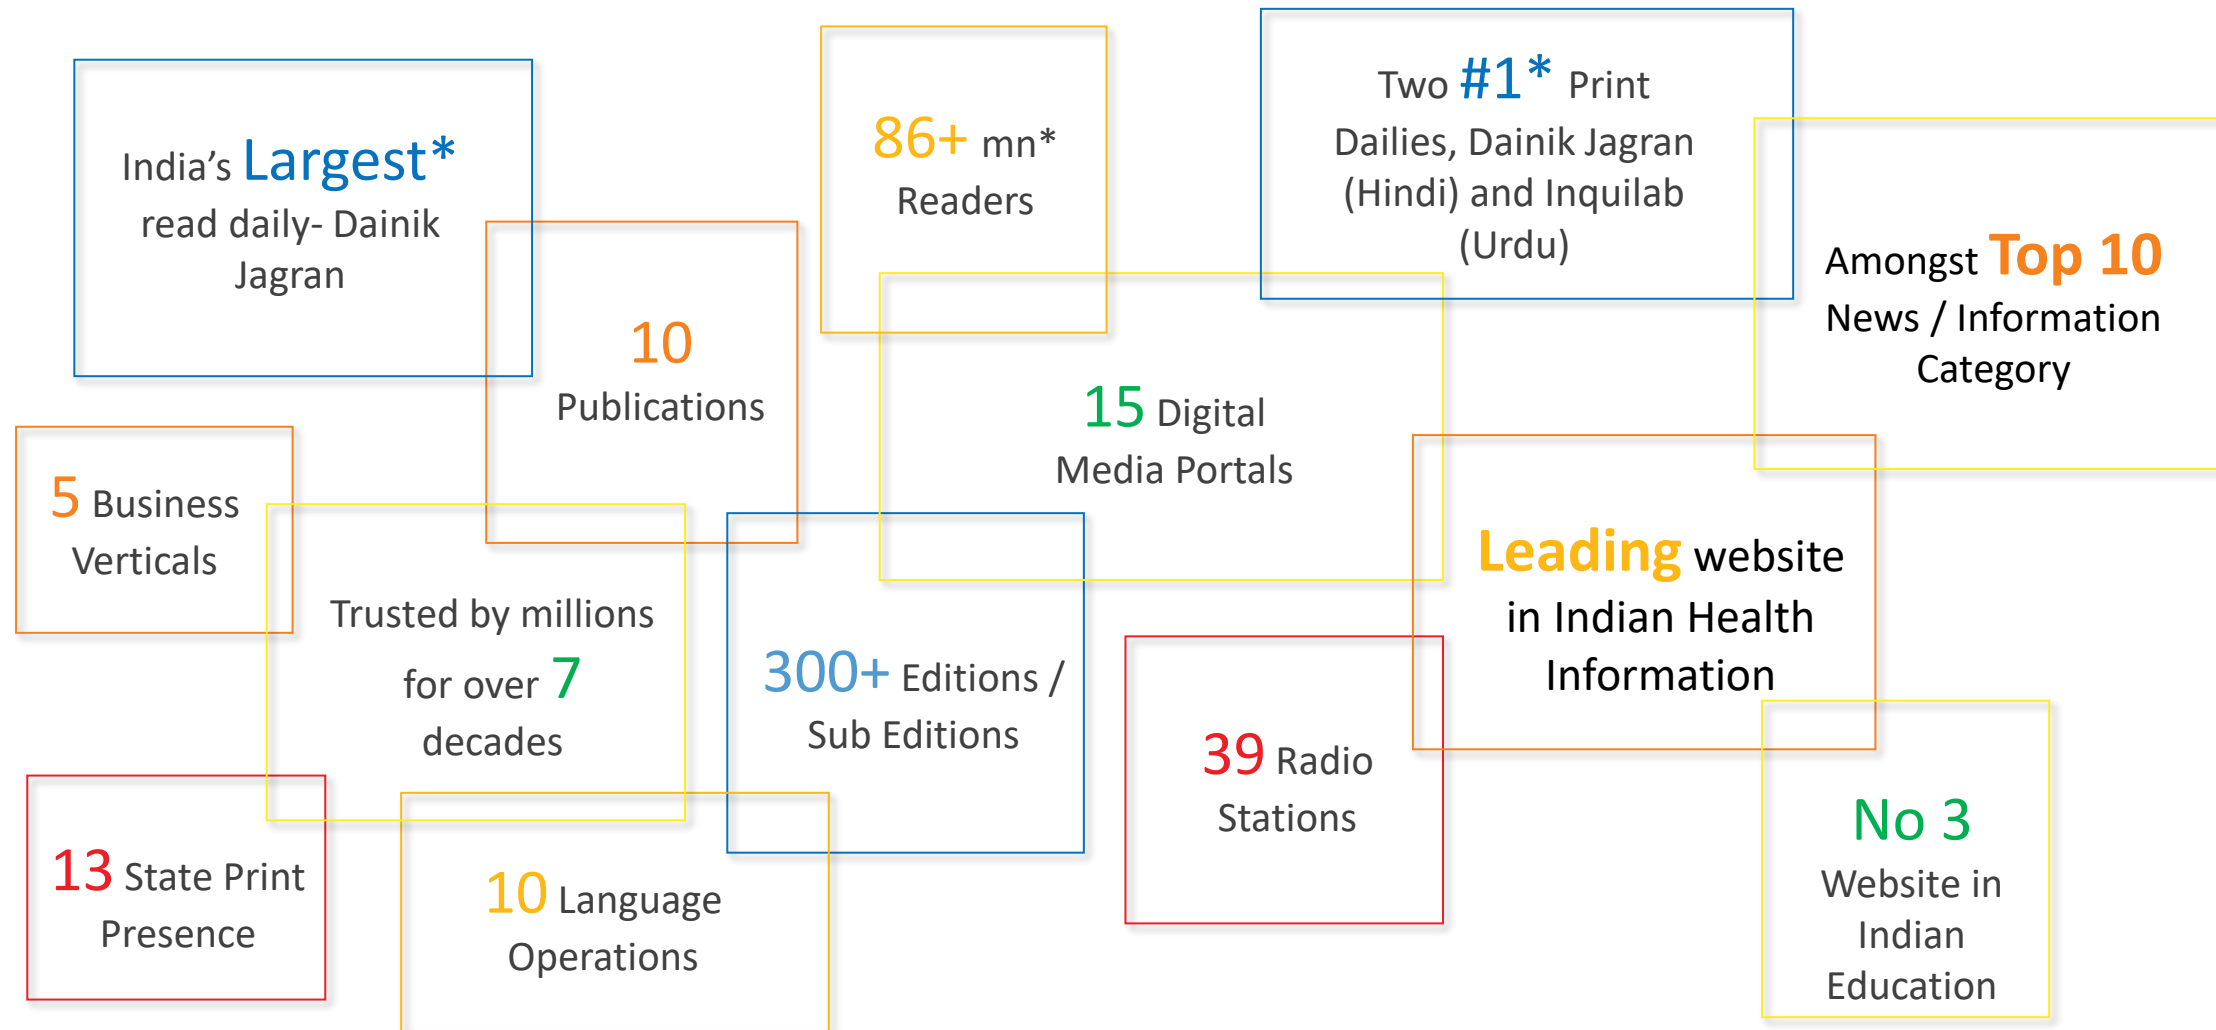 India’s Largest*
read daily- Dainik
Jagran
10
Publications
86+ mn*
Readers
Two #1* Print
Dailies, Dainik Jagran
(Hindi) and Inquilab
(Urdu)
Amongst Top 10
News / Information
Category
15 Digital
Media Portals
5 Business
Verticals
Trusted by millions
for over 7
decades
300+ Editions /
Sub Editions
Leading website
in Indian Health
Information
39 Radio
Stations
13 State Print
Presence
10 Language
Operations
No 3
Website in
Indian
Education